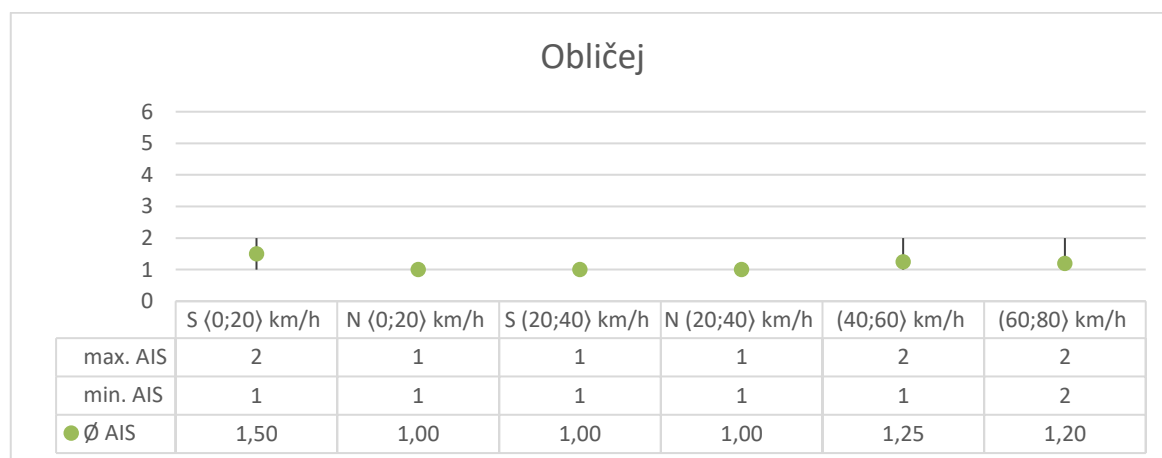 Obličej
6
5
4
3
2
1
0
S ⟨0;20⟩ km/h N ⟨0;20⟩ km/h S (20;40⟩ km/h N (20;40⟩ km/h (40;60⟩ km/h (60;80⟩ km/h
max. AIS 2 1 1 1 2 2
min. AIS 1 1 1 1 1 2
Ø AIS 1,50 1,00 1,00 1,00 1,25 1,20